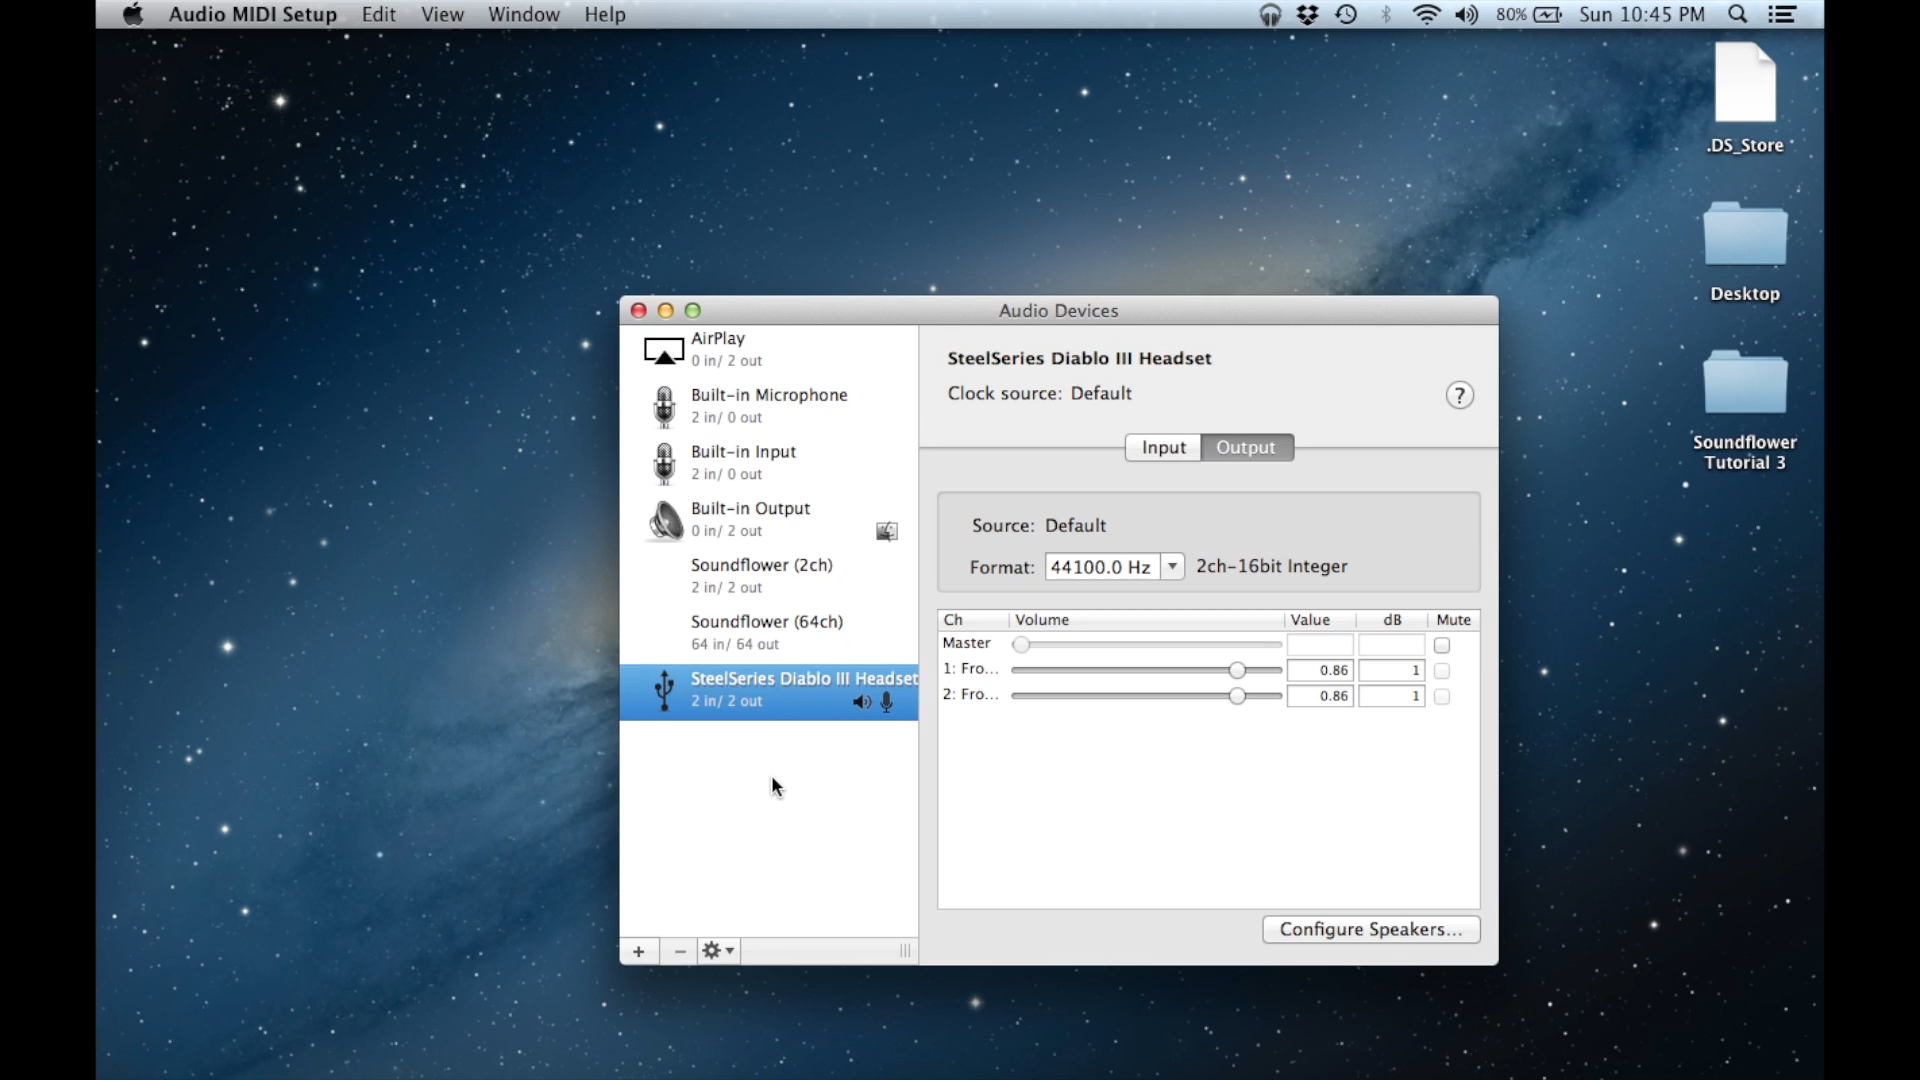 Audio MIDI Setup Edit View Window Help
80% Sun 10:45 PM
.DS_Store
Desktop
Soundflower
Tutorial 3
Audio Devices
AirPlay
0 in/ 2 out
Built-in Microphone
2 in/ 0 out
Built-in Input
2 in/ 0 out
Built-in Output
0 in/ 2 out
Soundflower (2ch)
2 in/ 2 out
Soundflower (64ch)
64 in/ 64 out
SteelSeries Diablo III Headset
2 in/ 2 out
SteelSeries Diablo III Headset
Clock source: Default
?
Input Output
Source: Default
Format: 44100.0 Hz 2ch-16bit Integer
Ch Volume Value dB Mute
Master
1: Fro... 0.86 1
2: Fro... 0.86 1
Configure Speakers...